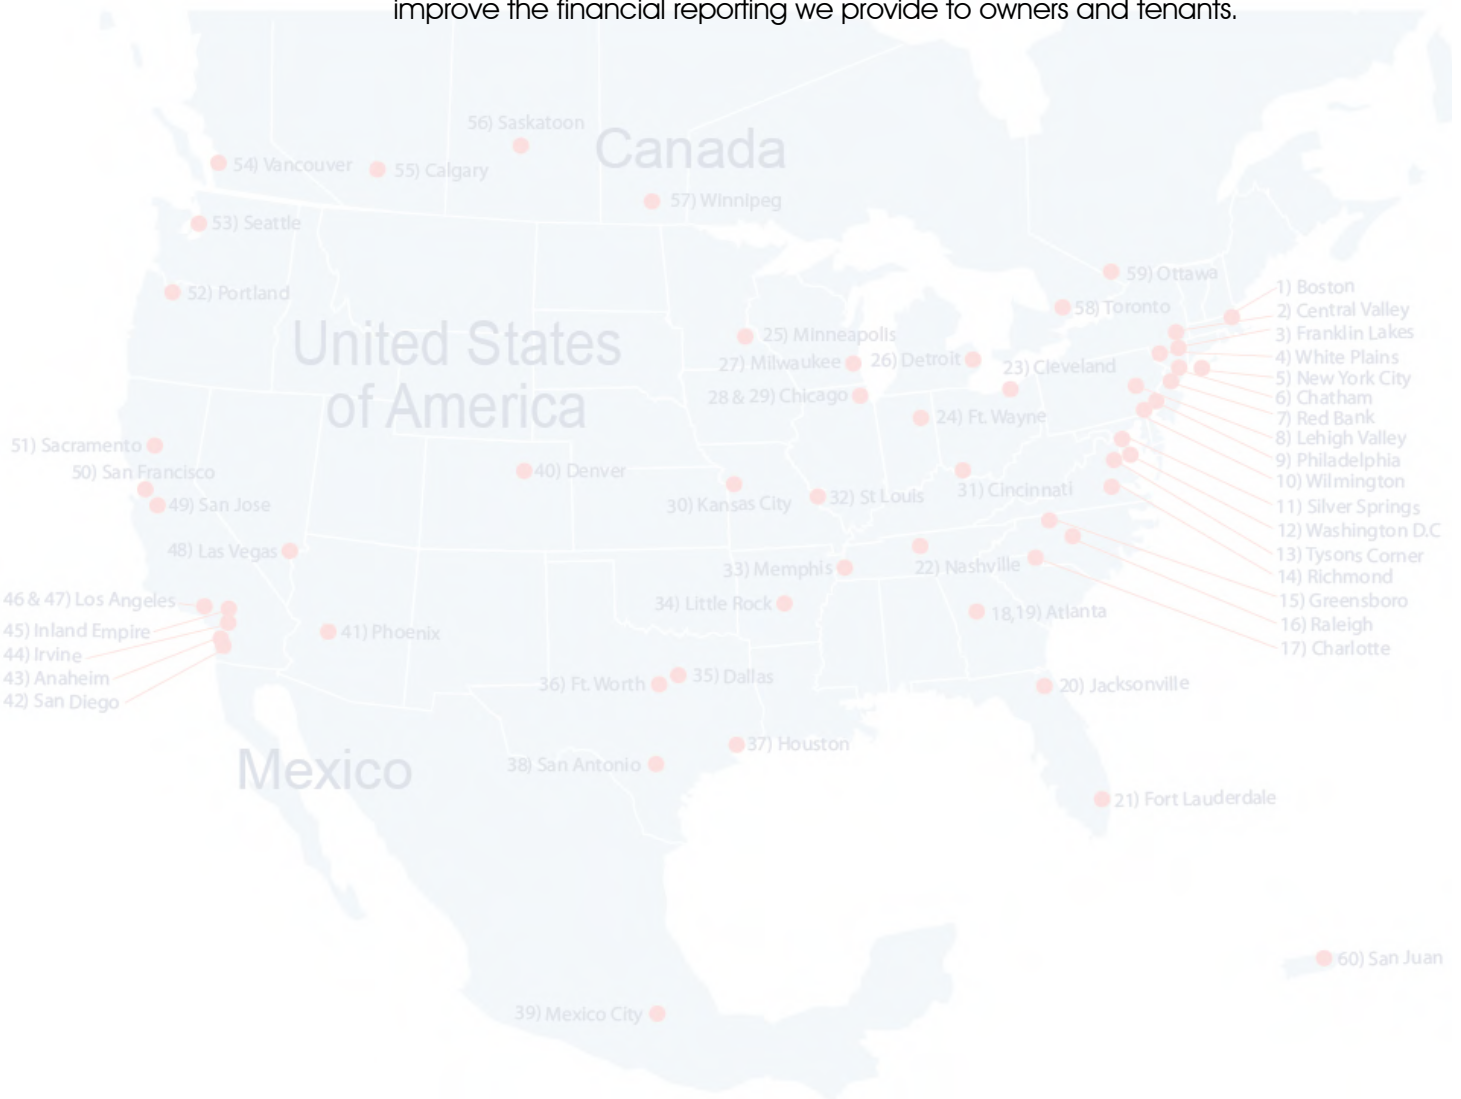 improve the financial reporting we provide to owners and tenants.
56) Saskatoon
Canada
54) Vancouver
55) Calgary
57) Winnipeg
53) Seattle
59) Ottawa
52) Portland
58) Toronto
1) Boston
2) Central Valley
3) Franklin Lakes
4) White Plains
5) New York City
6) Chatham
7) Red Bank
8) Lehigh Valley
9) Philadelphia
10) Wilmington
11) Silver Springs
12) Washington D.C
13) Tysons Corner
14) Richmond
15) Greensboro
16) Raleigh
17) Charlotte
United States
of America
25) Minneapolis
27) Milwaukee
26) Detroit
23) Cleveland
28 & 29) Chicago
24) Ft. Wayne
51) Sacramento
50) San Francisco
49) San Jose
40) Denver
30) Kansas City
32) St Louis
31) Cincinnati
48) Las Vegas
33) Memphis
22) Nashville
46 & 47) Los Angeles
45) Inland Empire
44) Irvine
43) Anaheim
42) San Diego
41) Phoenix
34) Little Rock
18,19) Atlanta
36) Ft. Worth
35) Dallas
20) Jacksonville
Mexico
38) San Antonio
37) Houston
21) Fort Lauderdale
60) San Juan
39) Mexico City